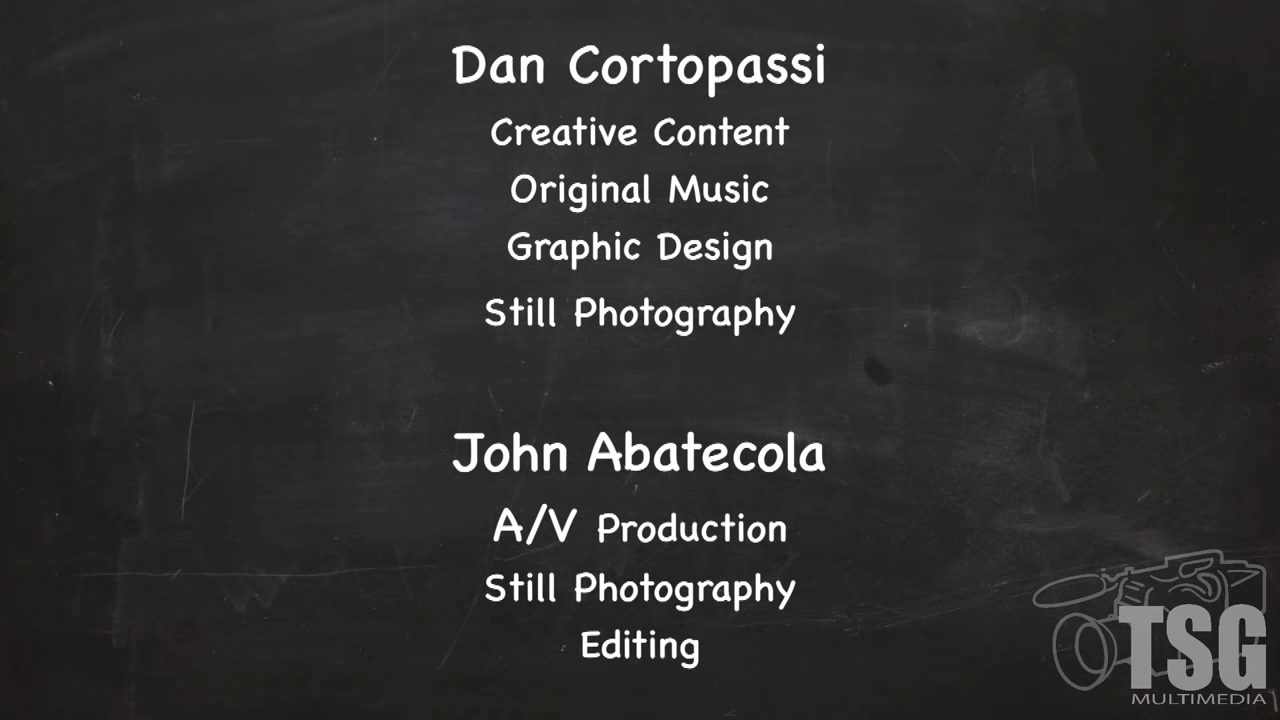 Dan Cortopassi
Creative Content
Original Music
Graphic Design
Still Photography
John Abatecola
A/V Production
Still Photography
Editing
TSG
MULTIMEDIA